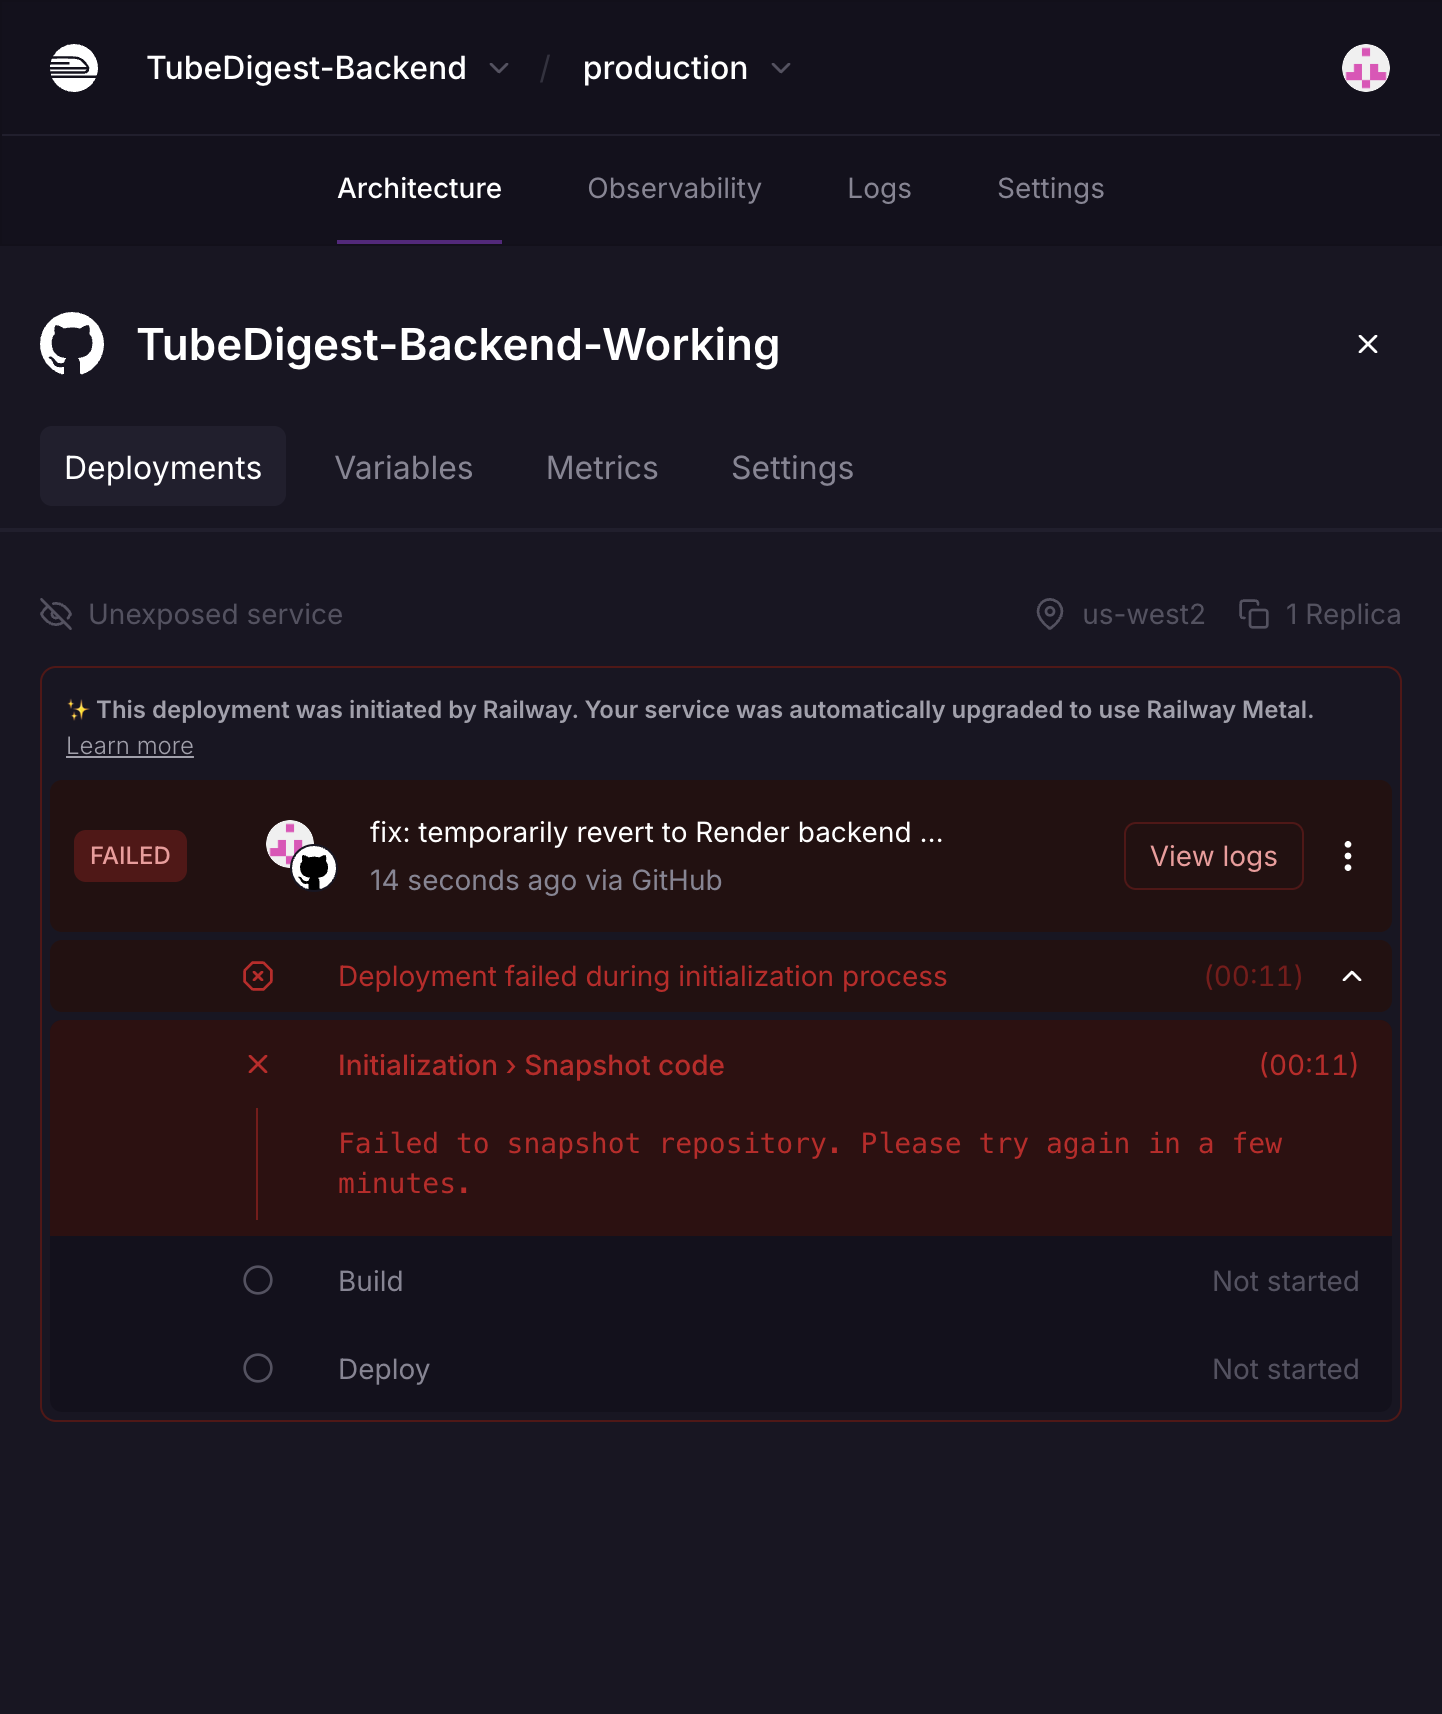 TubeDigest-Backend / production
Architecture Observability Logs Settings
TubeDigest-Backend-Working
Deployments Variables Metrics Settings
Unexposed service us-west2 1 Replica
✨ This deployment was initiated by Railway. Your service was automatically upgraded to use Railway Metal.
Learn more
FAILED fix: temporarily revert to Render backend ... View logs
14 seconds ago via GitHub
Deployment failed during initialization process (00:11)
Initialization › Snapshot code (00:11)
Failed to snapshot repository. Please try again in a few
minutes.
Build Not started
Deploy Not started